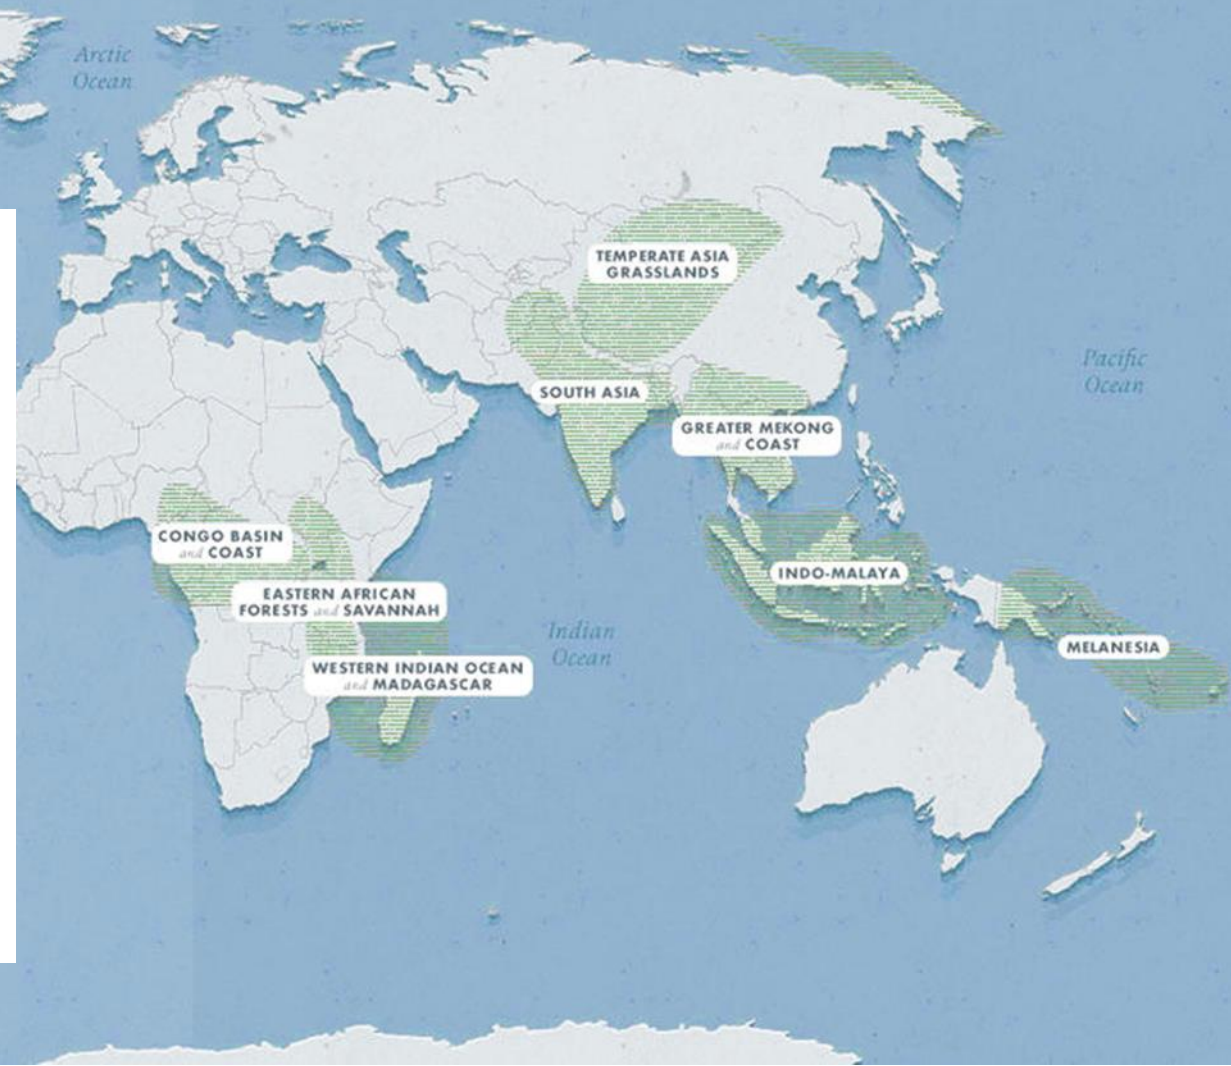 Arctic
Ocean
TEMPERATE ASIA
GRASSLANDS
Pacific
Ocean
SOUTH ASIA
GREATER MEKONG
and COAST
CONGO BASIN
and COAST
INDO-MALAYA
EASTERN AFRICAN
FORESTS and SAVANNAH
Indian
Ocean
MELANESIA
WESTERN INDIAN OCEAN
and MADAGASCAR